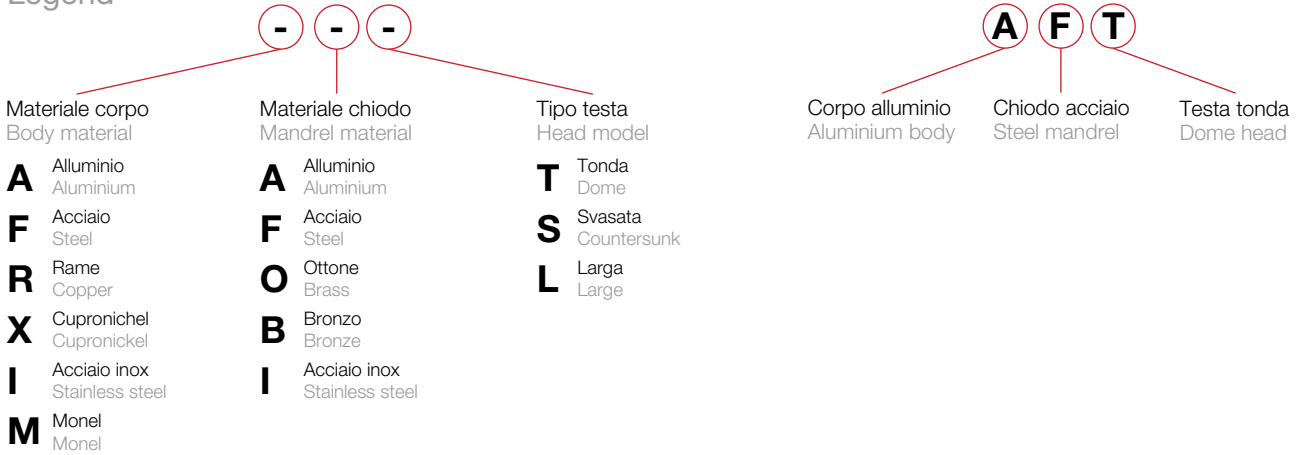 Legend
- - -
Materiale corpo
Body material
A Alluminio
Aluminium
F Acciaio
Steel
R Rame
Copper
X Cupronichel
Cupronickel
I Acciaio inox
Stainless steel
M Monel
Monel
Materiale chiodo
Mandrel material
A Alluminio
Aluminium
F Acciaio
Steel
O Ottone
Brass
B Bronzo
Bronze
I Acciaio inox
Stainless steel
Tipo testa
Head model
T Tonda
Dome
S Svasata
Countersunk
L Larga
Large
A F T
Corpo alluminio
Aluminium body
Chiodo acciaio
Steel mandrel
Testa tonda
Dome head